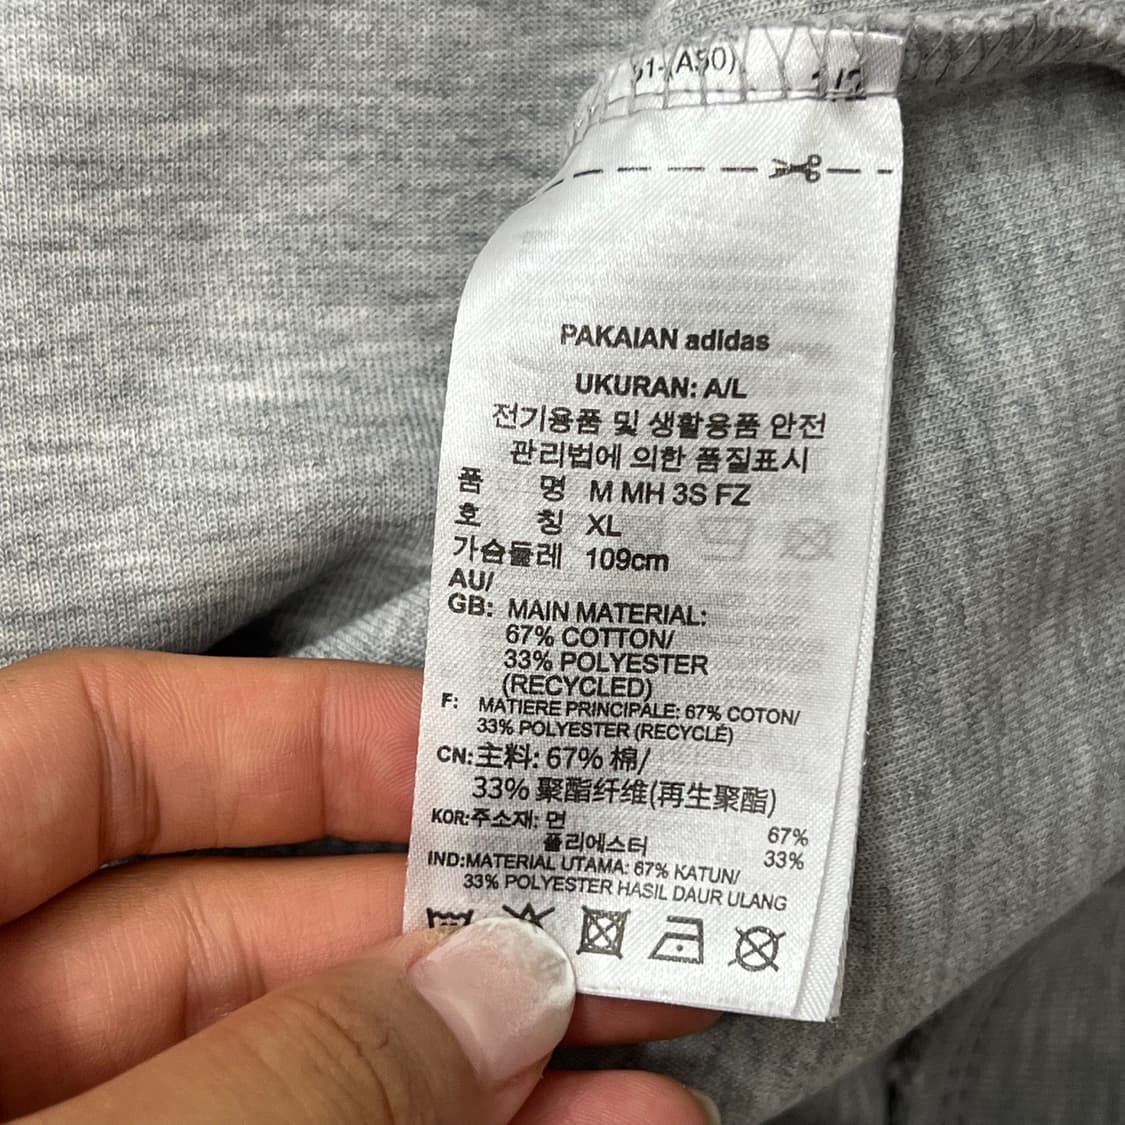 (A50)
1/2
PAKAIAN adidas
UKURAN: A/L
전기용품 및 생활용품 안전
관리법에 의한 품질표시
품 명 M MH 3S FZ
호 칭 XL
가슴둘레 109cm
AU/
GB: MAIN MATERIAL:
67% COTTON/
33% POLYESTER
(RECYCLED)
F: MATIERE PRINCIPALE: 67% COTON/
33% POLYESTER (RECYCLÉ)
CN:主料: 67% 棉/
33% 聚酯纤维(再生聚酯)
KOR:주소재: 면 67%
폴리에스터 33%
IND:MATERIAL UTAMA: 67% KATUN/
33% POLYESTER HASIL DAUR ULANG